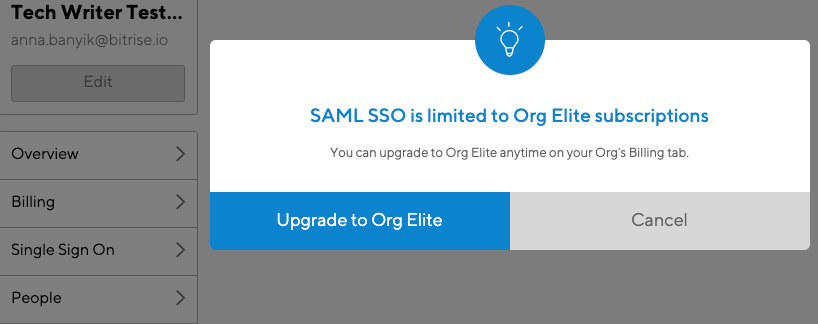 Tech Writer Test...
anna.banyik@bitrise.io
Edit
Overview
Billing
Single Sign On
People
SAML SSO is limited to Org Elite subscriptions
You can upgrade to Org Elite anytime on your Org's Billing tab.
Upgrade to Org Elite
Cancel